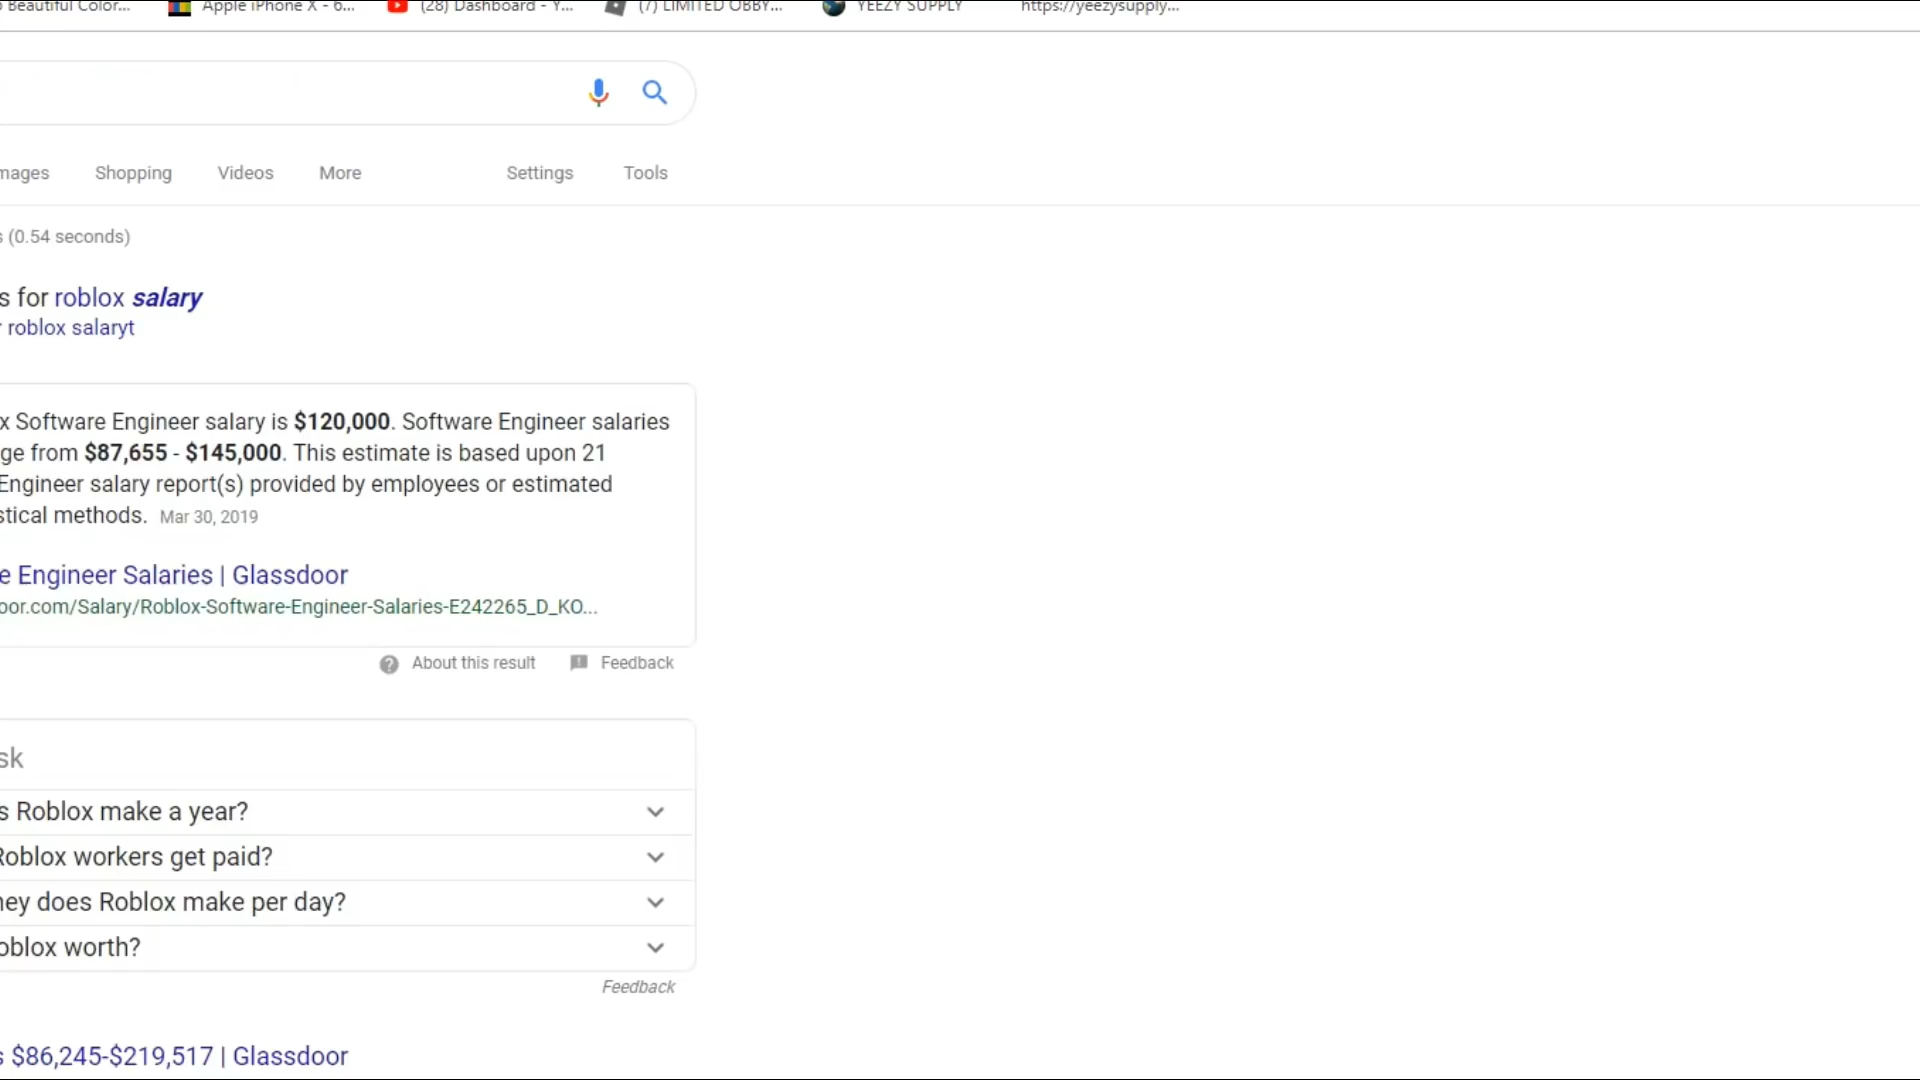 Beautiful Color... Apple iPhone X - 6... (28) Dashboard - Y... (7) LIMITED OBBY... YEEZY SUPPLY https://yeezysupply...
mages Shopping Videos More Settings Tools
s (0.54 seconds)
s for roblox salary
r roblox salaryt
x Software Engineer salary is $120,000. Software Engineer salaries
ge from $87,655 - $145,000. This estimate is based upon 21
Engineer salary report(s) provided by employees or estimated
stical methods. Mar 30, 2019
e Engineer Salaries | Glassdoor
oor.com/Salary/Roblox-Software-Engineer-Salaries-E242265_D_KO...
About this result Feedback
sk
s Roblox make a year?
Roblox workers get paid?
ney does Roblox make per day?
oblox worth?
Feedback
s $86,245-$219,517 | Glassdoor